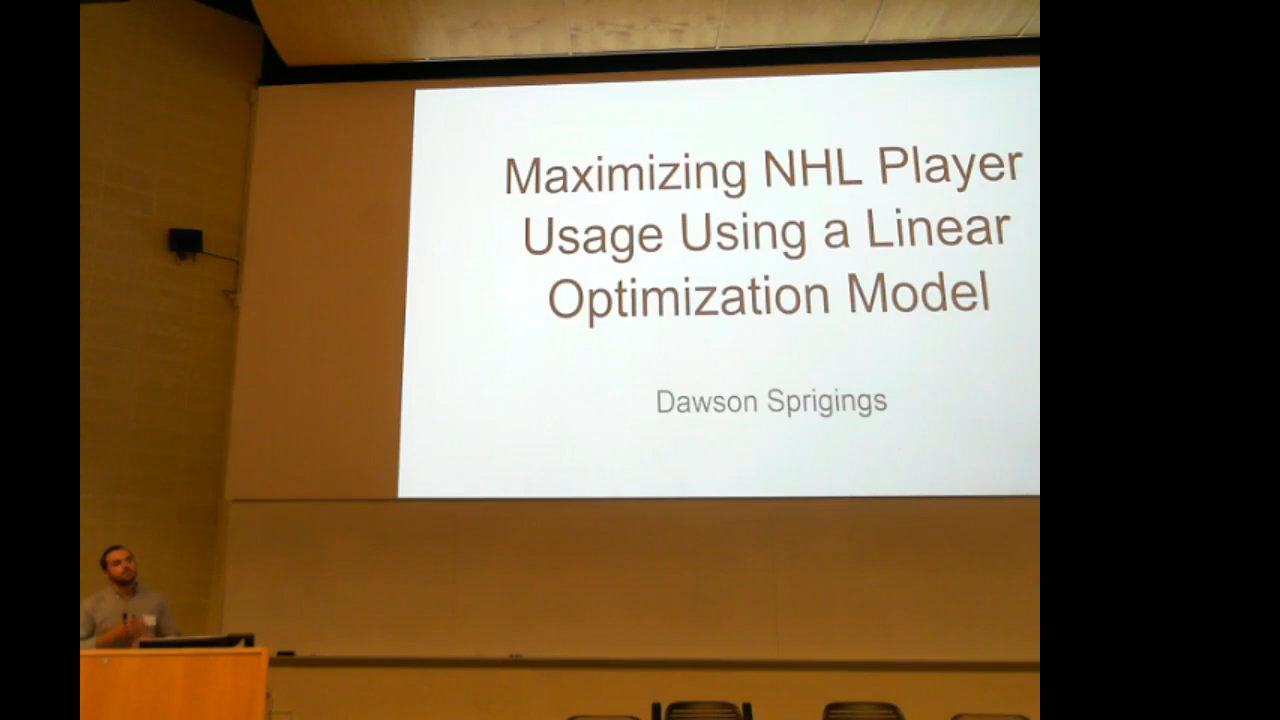 Maximizing NHL Player
Usage Using a Linear
Optimization Model
Dawson Sprigings